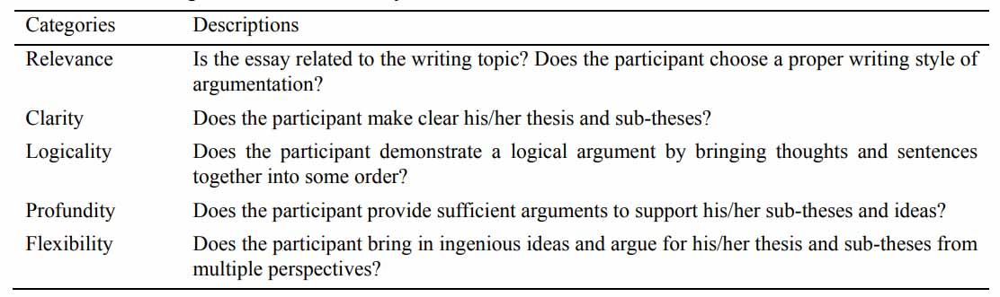 Categories Descriptions
Relevance Is the essay related to the writing topic? Does the participant choose a proper writing style of
argumentation?
Clarity Does the participant make clear his/her thesis and sub-theses?
Logicality Does the participant demonstrate a logical argument by bringing thoughts and sentences
together into some order?
Profundity Does the participant provide sufficient arguments to support his/her sub-theses and ideas?
Flexibility Does the participant bring in ingenious ideas and argue for his/her thesis and sub-theses from
multiple perspectives?